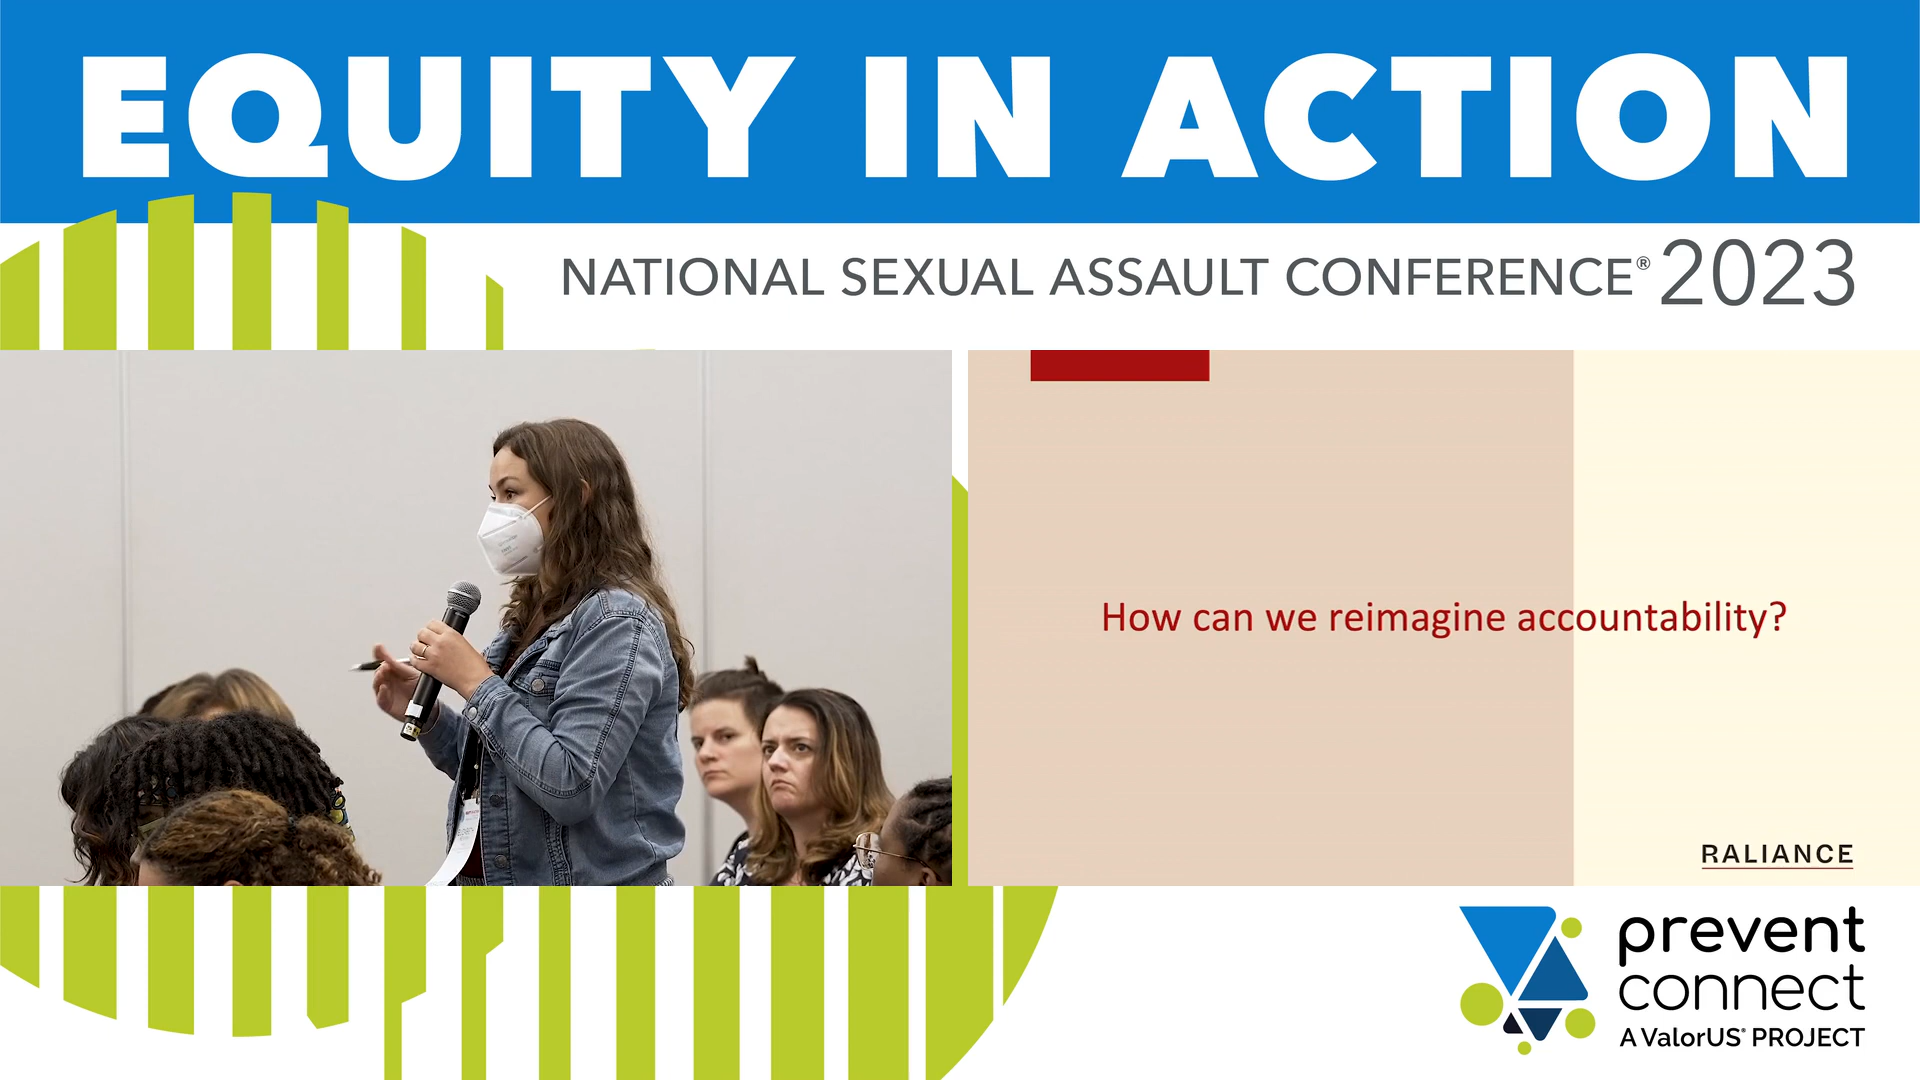 EQUITY IN ACTION
NATIONAL SEXUAL ASSAULT CONFERENCE® 2023
How can we reimagine accountability?
RALIANCE
prevent
connect
A ValorUS® PROJECT